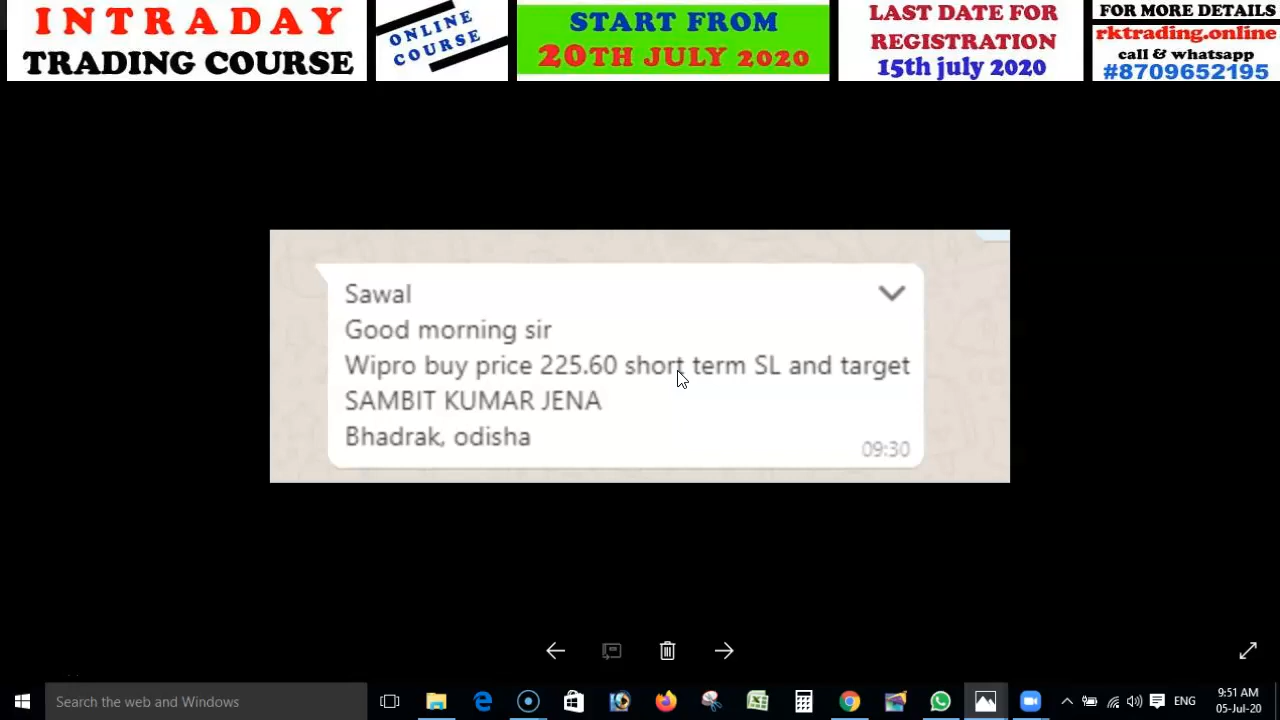 INTRADAY
TRADING COURSE
ONLINE
COURSE
START FROM
20TH JULY 2020
LAST DATE FOR
REGISTRATION
15th july 2020
FOR MORE DETAILS
rktrading.online
call & whatsapp
#8709652195
Sawal
Good morning sir
Wipro buy price 225.60 short term SL and target
SAMBIT KUMAR JENA
Bhadrak, odisha
09:30
Search the web and Windows
ENG
9:51 AM
05-Jul-20